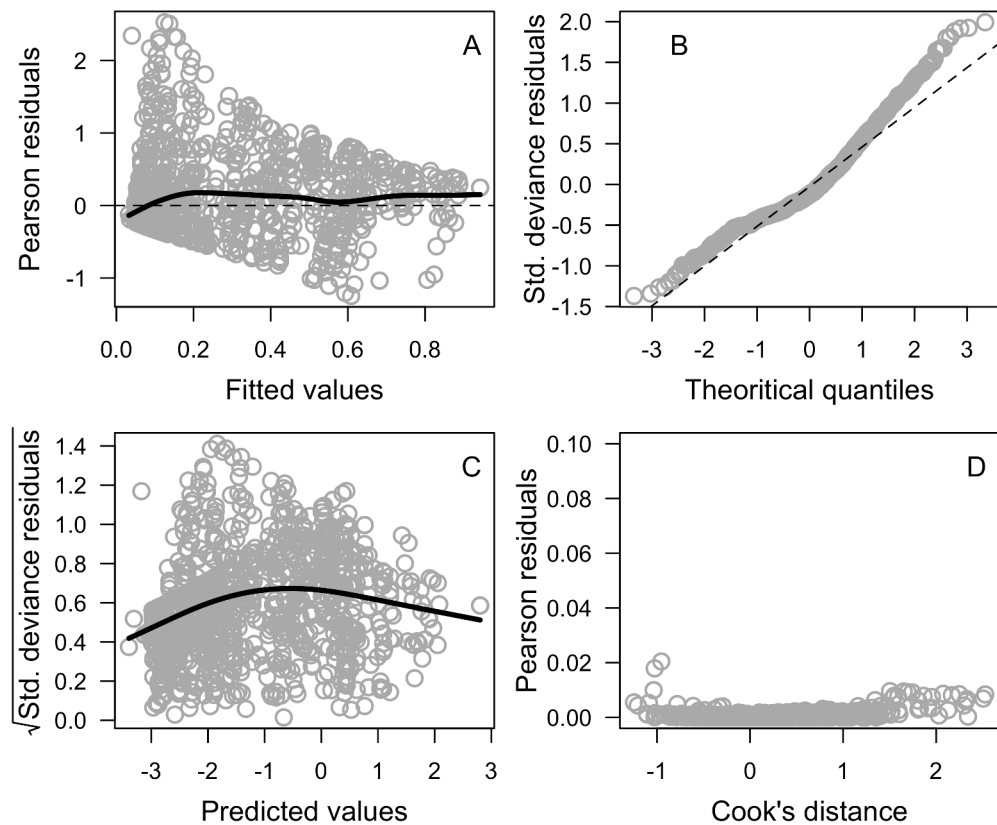 A
Pearson residuals
2
1
0
-1
0.0 0.2 0.4 0.6 0.8
Fitted values
B
Std. deviance residuals
2.0
1.5
1.0
0.5
0.0
-0.5
-1.0
-1.5
-3 -2 -1 0 1 2 3
Theoritical quantiles
C
√Std. deviance residuals
1.4
1.2
1.0
0.8
0.6
0.4
0.2
0.0
-3 -2 -1 0 1 2 3
Predicted values
D
Pearson residuals
0.10
0.08
0.06
0.04
0.02
0.00
-1 0 1 2
Cook's distance